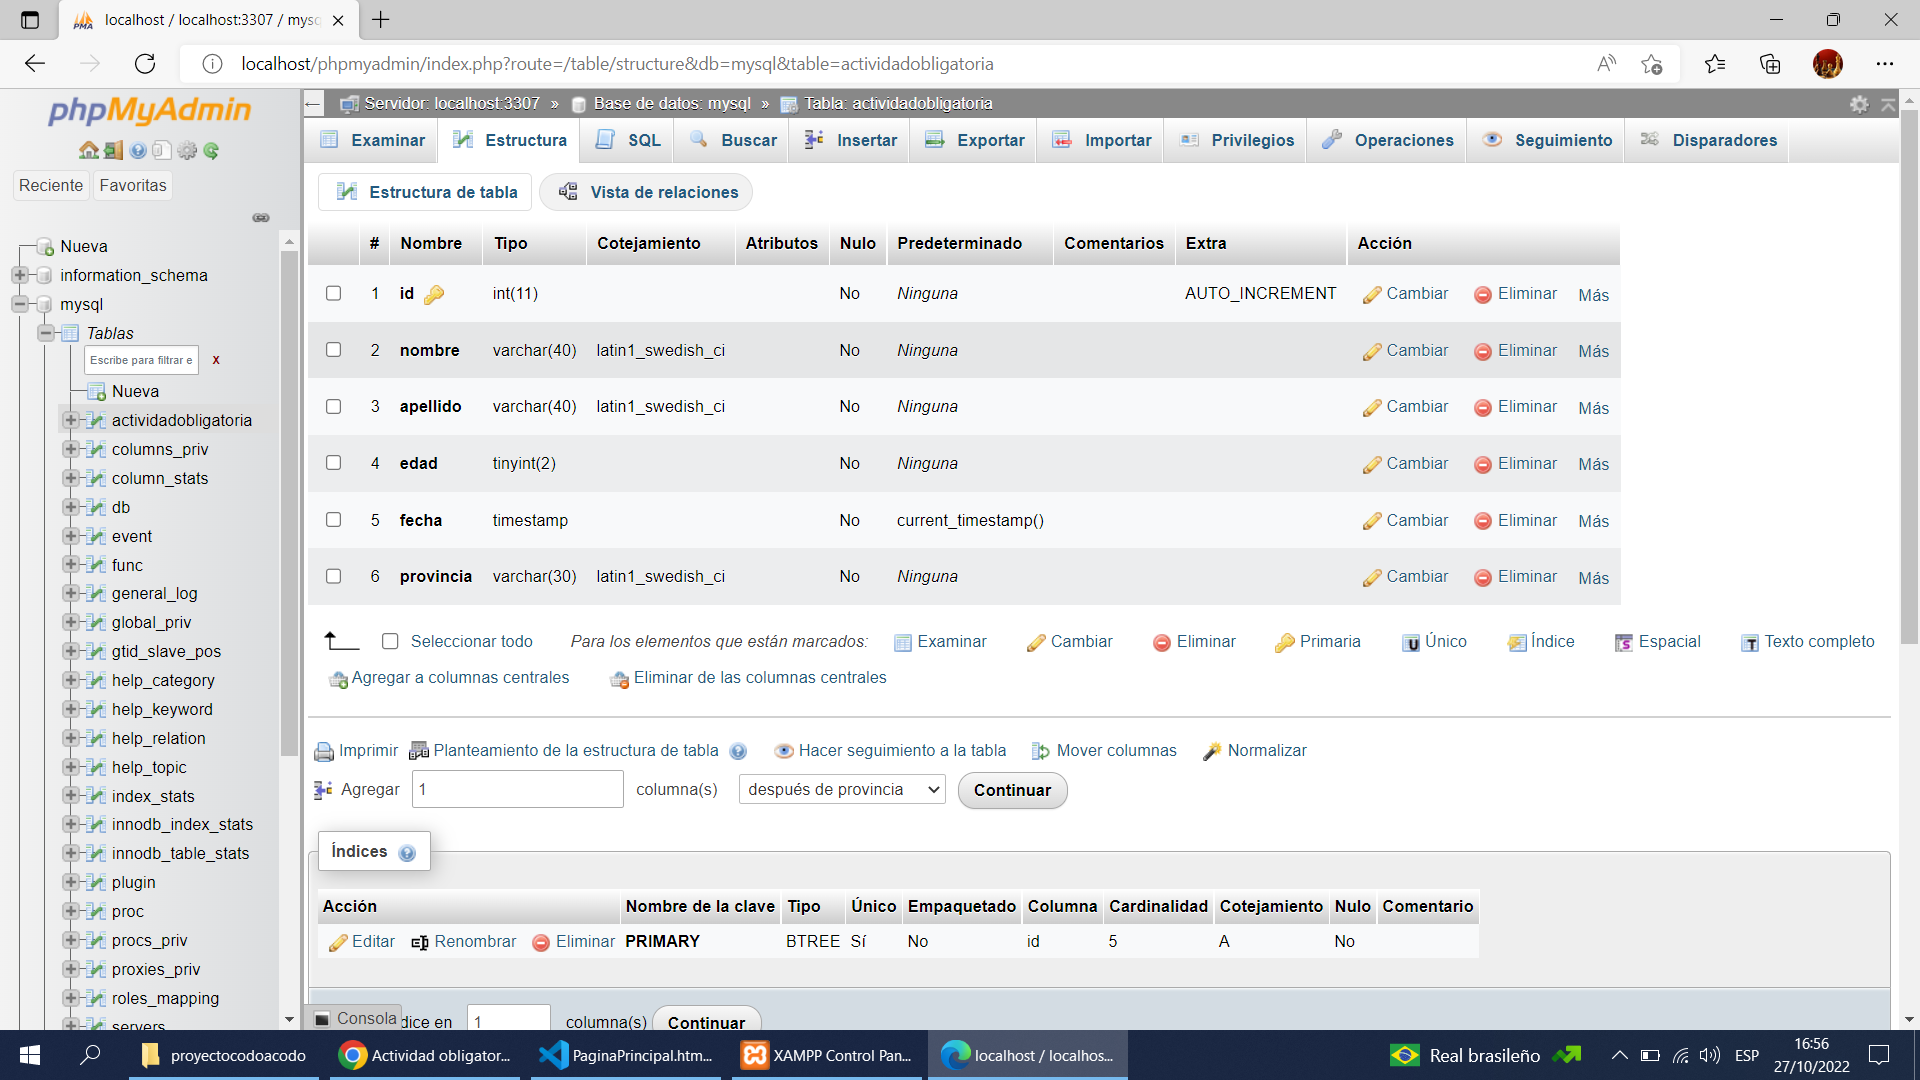 localhost / localhost:3307 / mysq
localhost/phpmyadmin/index.php?route=/table/structure&db=mysql&table=actividadobligatoria
phpMyAdmin
Reciente Favoritas
Nueva
information_schema
mysql
Tablas
Escribe para filtrar e x
Nueva
actividadobligatoria
columns_priv
column_stats
db
event
func
general_log
global_priv
gtid_slave_pos
help_category
help_keyword
help_relation
help_topic
index_stats
innodb_index_stats
innodb_table_stats
plugin
proc
procs_priv
proxies_priv
roles_mapping
servers
Servidor: localhost:3307 » Base de datos: mysql » Tabla: actividadobligatoria
Examinar Estructura SQL Buscar Insertar Exportar Importar Privilegios Operaciones Seguimiento Disparadores
Estructura de tabla Vista de relaciones
# Nombre Tipo Cotejamiento Atributos Nulo Predeterminado Comentarios Extra Acción
1 id int(11) No Ninguna AUTO_INCREMENT Cambiar Eliminar Más
2 nombre varchar(40) latin1_swedish_ci No Ninguna Cambiar Eliminar Más
3 apellido varchar(40) latin1_swedish_ci No Ninguna Cambiar Eliminar Más
4 edad tinyint(2) No Ninguna Cambiar Eliminar Más
5 fecha timestamp No current_timestamp() Cambiar Eliminar Más
6 provincia varchar(30) latin1_swedish_ci No Ninguna Cambiar Eliminar Más
Seleccionar todo Para los elementos que están marcados: Examinar Cambiar Eliminar Primaria Único Índice Espacial Texto completo
Agregar a columnas centrales Eliminar de las columnas centrales
Imprimir Planteamiento de la estructura de tabla Hacer seguimiento a la tabla Mover columnas Normalizar
Agregar 1 columna(s) después de provincia Continuar
Índices
Acción Nombre de la clave Tipo Único Empaquetado Columna Cardinalidad Cotejamiento Nulo Comentario
Editar Renombrar Eliminar PRIMARY BTREE Sí No id 5 A No
Consola dice en 1 columna(s) Continuar
proyectocodoacodo Actividad obligator... PaginaPrincipal.htm... XAMPP Control Pan... localhost / localhos... Real brasileño ESP 16:56
27/10/2022